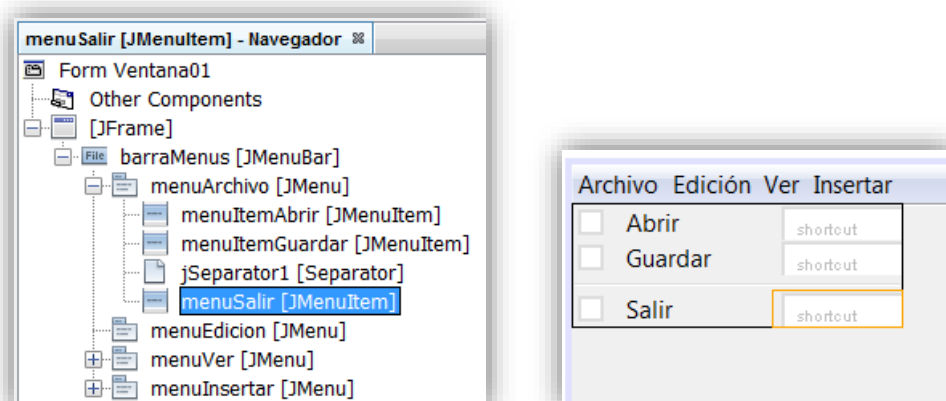 menuSalir [JMenuItem] - Navegador
Form Ventana01
Other Components
[JFrame]
File barraMenus [JMenuBar]
menuArchivo [JMenu]
menuItemAbrir [JMenuItem]
menuItemGuardar [JMenuItem]
jSeparator1 [Separator]
menuSalir [JMenuItem]
menuEdicion [JMenu]
menuVer [JMenu]
menuInsertar [JMenu]
Archivo Edición Ver Insertar
Abrir shortcut
Guardar shortcut
Salir shortcut